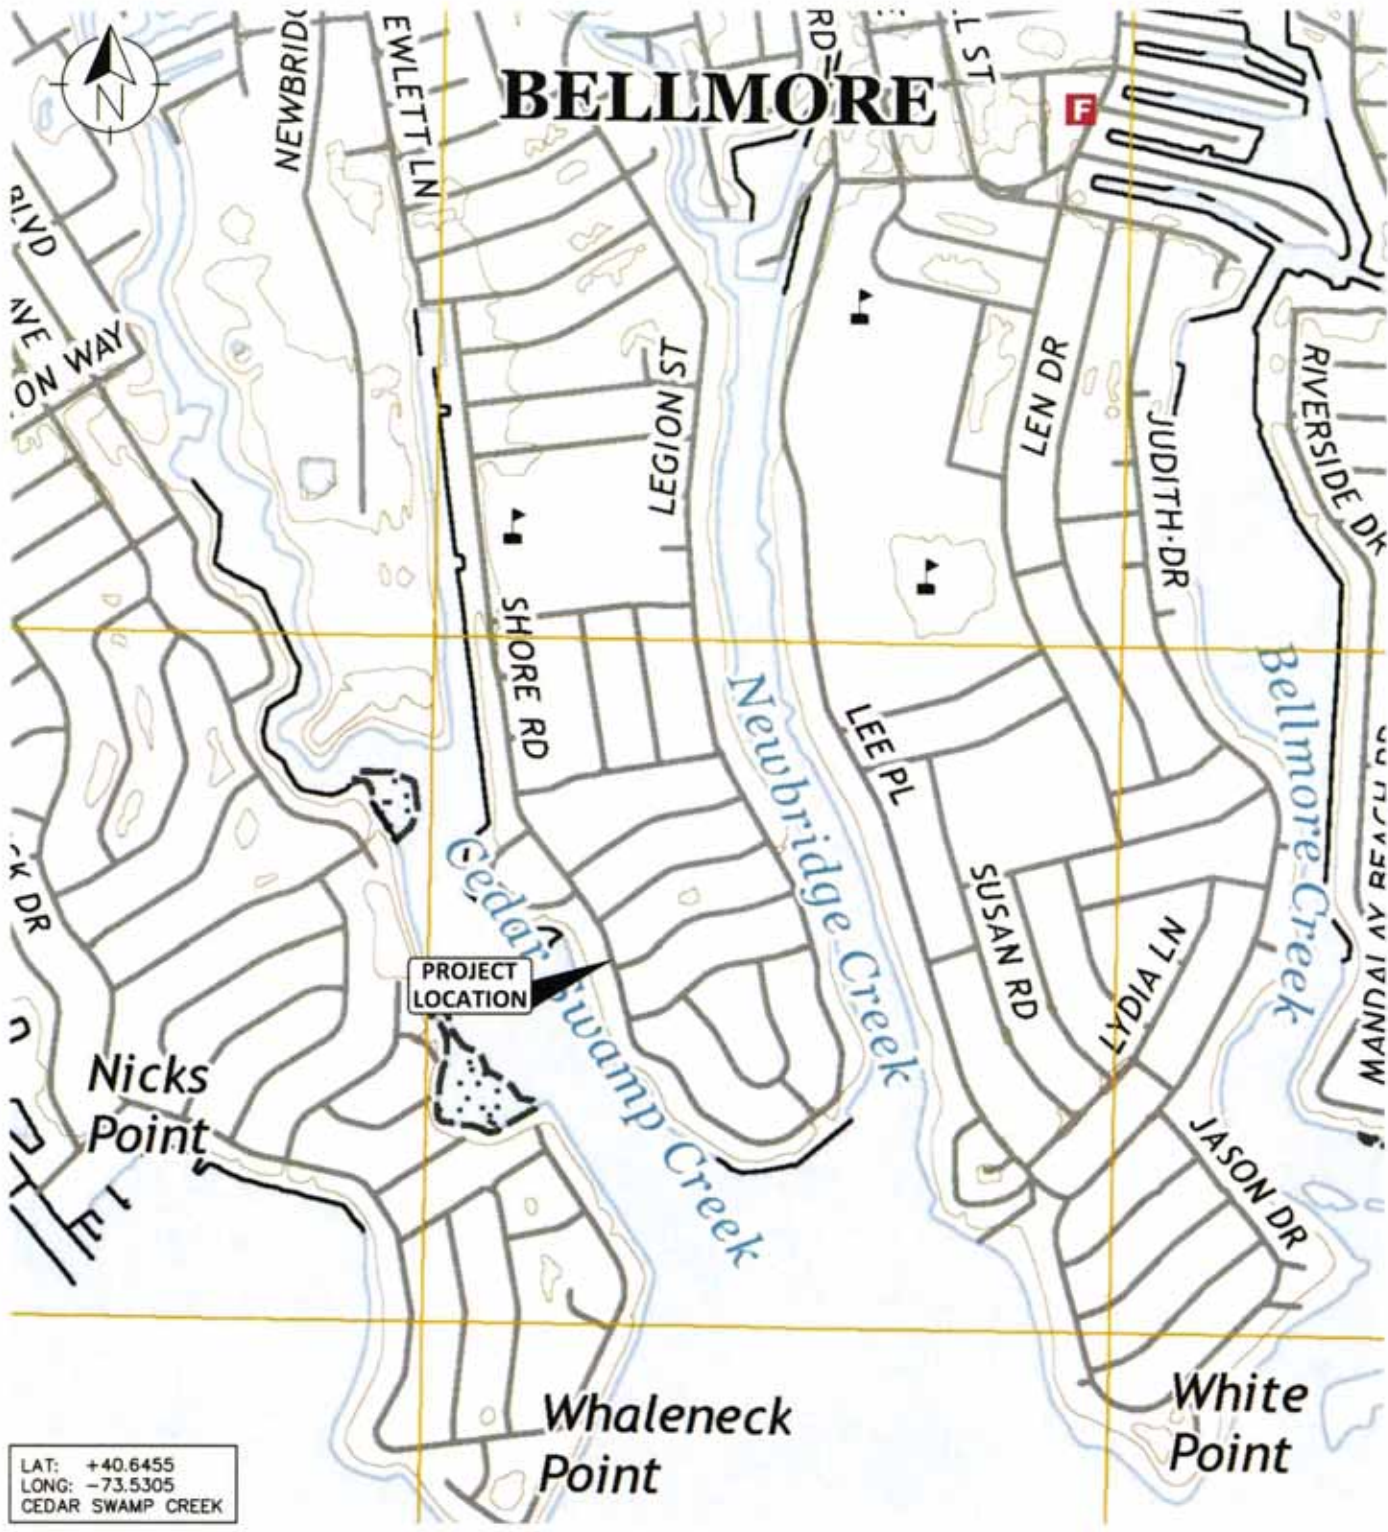 N
NEWBRIDG
EWLETT LN
RD
L ST
BELLMORE
F
BLVD
AVE
ON WAY
LEGION ST
LEN DR
JUDITH DR
RIVERSIDE DR
SHORE RD
Newbridge Creek
LEE PL
Bellmore Creek
MANDALAY BEACH RD
CK DR
Cedar Swamp Creek
SUSAN RD
LYDIA LN
PROJECT
LOCATION
Nicks
Point
JASON DR
Whaleneck
Point
White
Point
LAT: +40.6455
LONG: -73.5305
CEDAR SWAMP CREEK